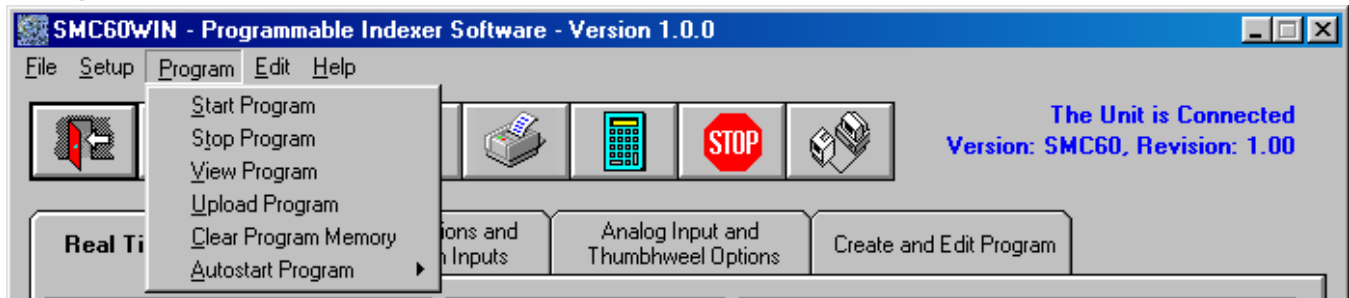 SMC60WIN - Programmable Indexer Software - Version 1.0.0
File Setup Program Edit Help
Start Program
Stop Program
View Program
Upload Program
Clear Program Memory
Autostart Program
STOP
The Unit is Connected
Version: SMC60, Revision: 1.00
Real Ti
ions and
n Inputs
Analog Input and
Thumbhweel Options
Create and Edit Program